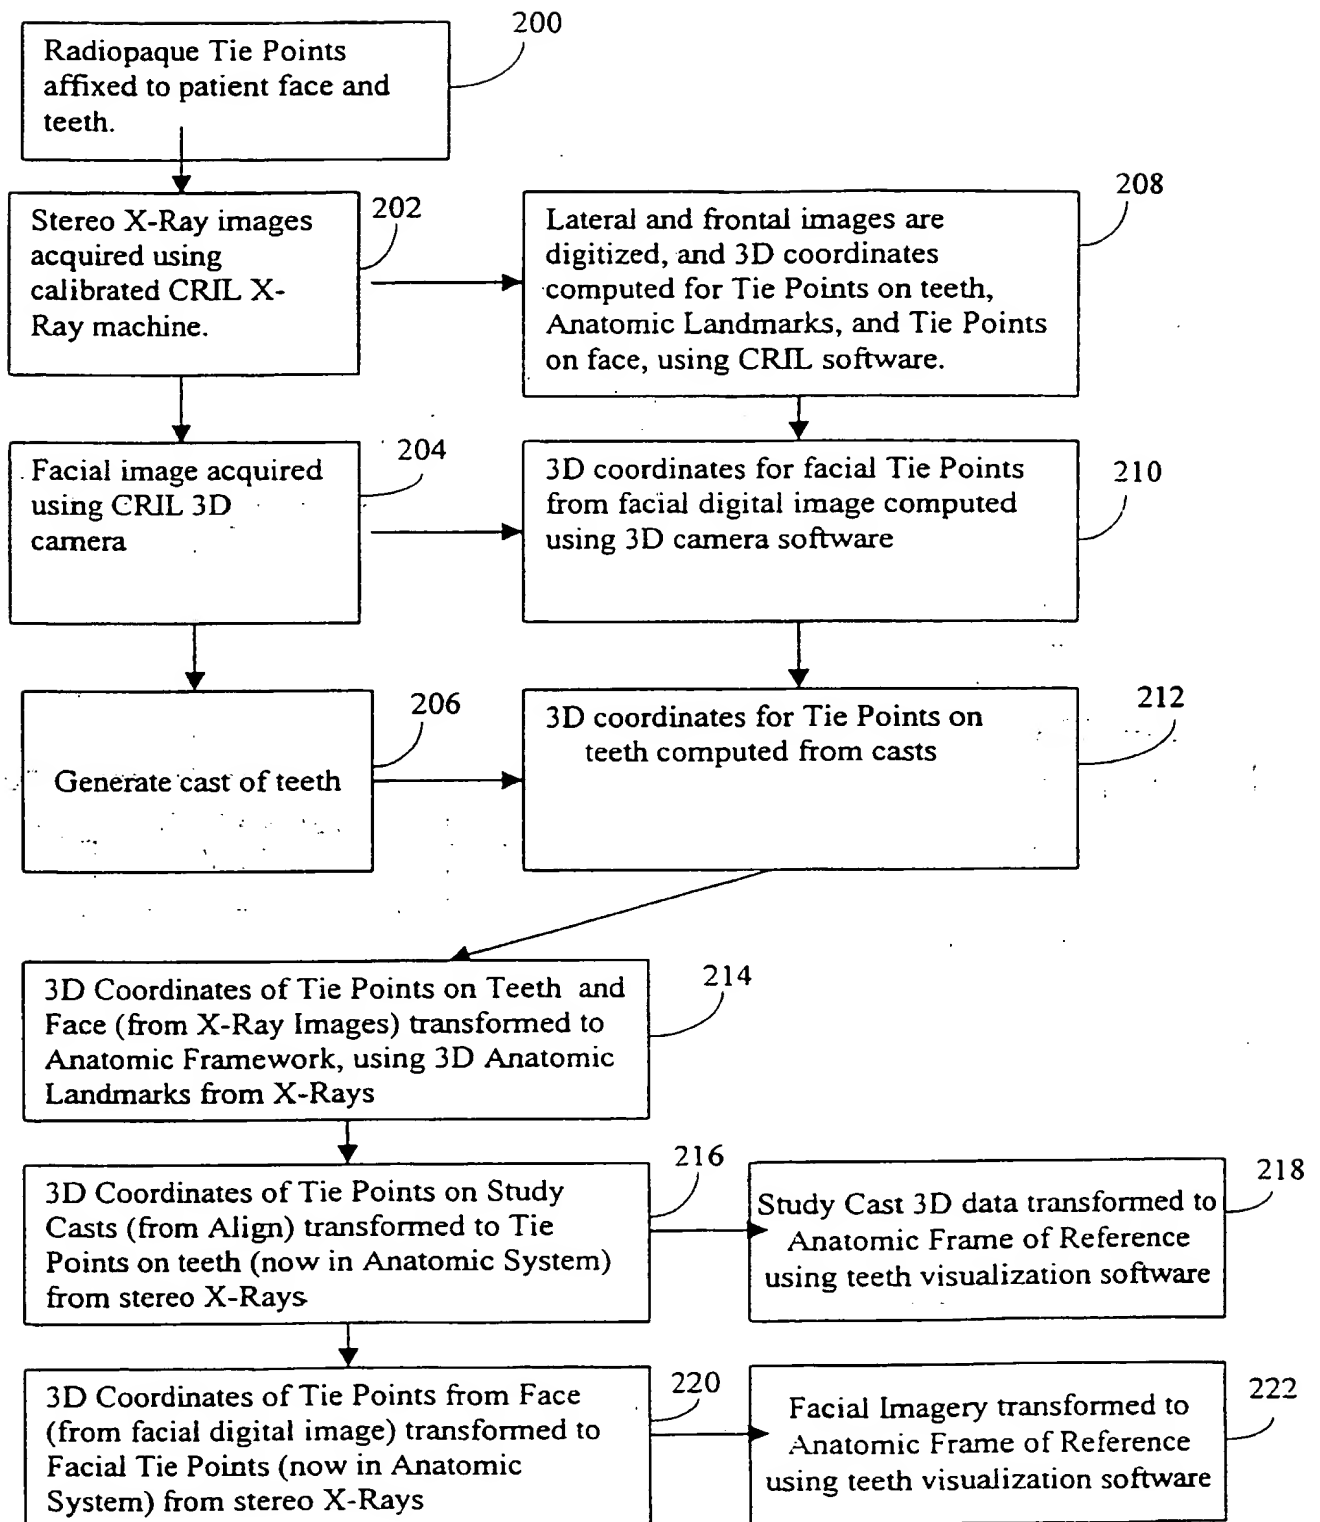 200
Radiopaque Tie Points
affixed to patient face and
teeth.
202
Stereo X-Ray images
acquired using
calibrated CRIL X-
Ray machine.
208
Lateral and frontal images are
digitized, and 3D coordinates
computed for Tie Points on teeth,
Anatomic Landmarks, and Tie Points
on face, using CRIL software.
204
Facial image acquired
using CRIL 3D
camera
210
3D coordinates for facial Tie Points
from facial digital image computed
using 3D camera software
206
Generate cast of teeth
212
3D coordinates for Tie Points on
teeth computed from casts
214
3D Coordinates of Tie Points on Teeth and
Face (from X-Ray Images) transformed to
Anatomic Framework, using 3D Anatomic
Landmarks from X-Rays
216
3D Coordinates of Tie Points on Study
Casts (from Align) transformed to Tie
Points on teeth (now in Anatomic System)
from stereo X-Rays
218
Study Cast 3D data transformed to
Anatomic Frame of Reference
using teeth visualization software
220
3D Coordinates of Tie Points from Face
(from facial digital image) transformed to
Facial Tie Points (now in Anatomic
System) from stereo X-Rays
222
Facial Imagery transformed to
Anatomic Frame of Reference
using teeth visualization software